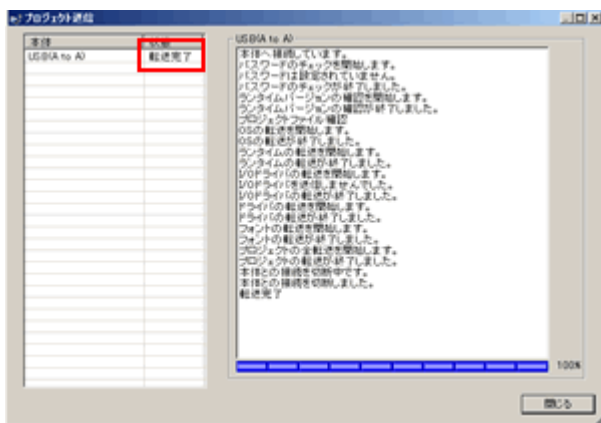 プロジェクト送信
本体 状態
USB(A to A) 転送完了
USB(A to A)
本体へ接続しています。
パスワードのチェックを開始します。
パスワードは設定されていません。
パスワードのチェックが終了しました。
ランタイムバージョンの確認を開始します。
ランタイムバージョンの確認が終了しました。
プロジェクトファイル確認
OSの転送を開始します。
OSの転送が終了しました。
ランタイムの転送を開始します。
ランタイムの転送が終了しました。
I/Oドライバの転送を開始します。
I/Oドライバを送信しませんでした。
I/Oドライバの転送が終了しました。
ドライバの転送を開始します。
ドライバの転送が終了しました。
フォントの転送を開始します。
フォントの転送が終了しました。
プロジェクトの全転送を開始します。
プロジェクトの転送が終了しました。
本体との接続を切断中です。
本体との接続を切断しました。
転送完了
100%
閉じる